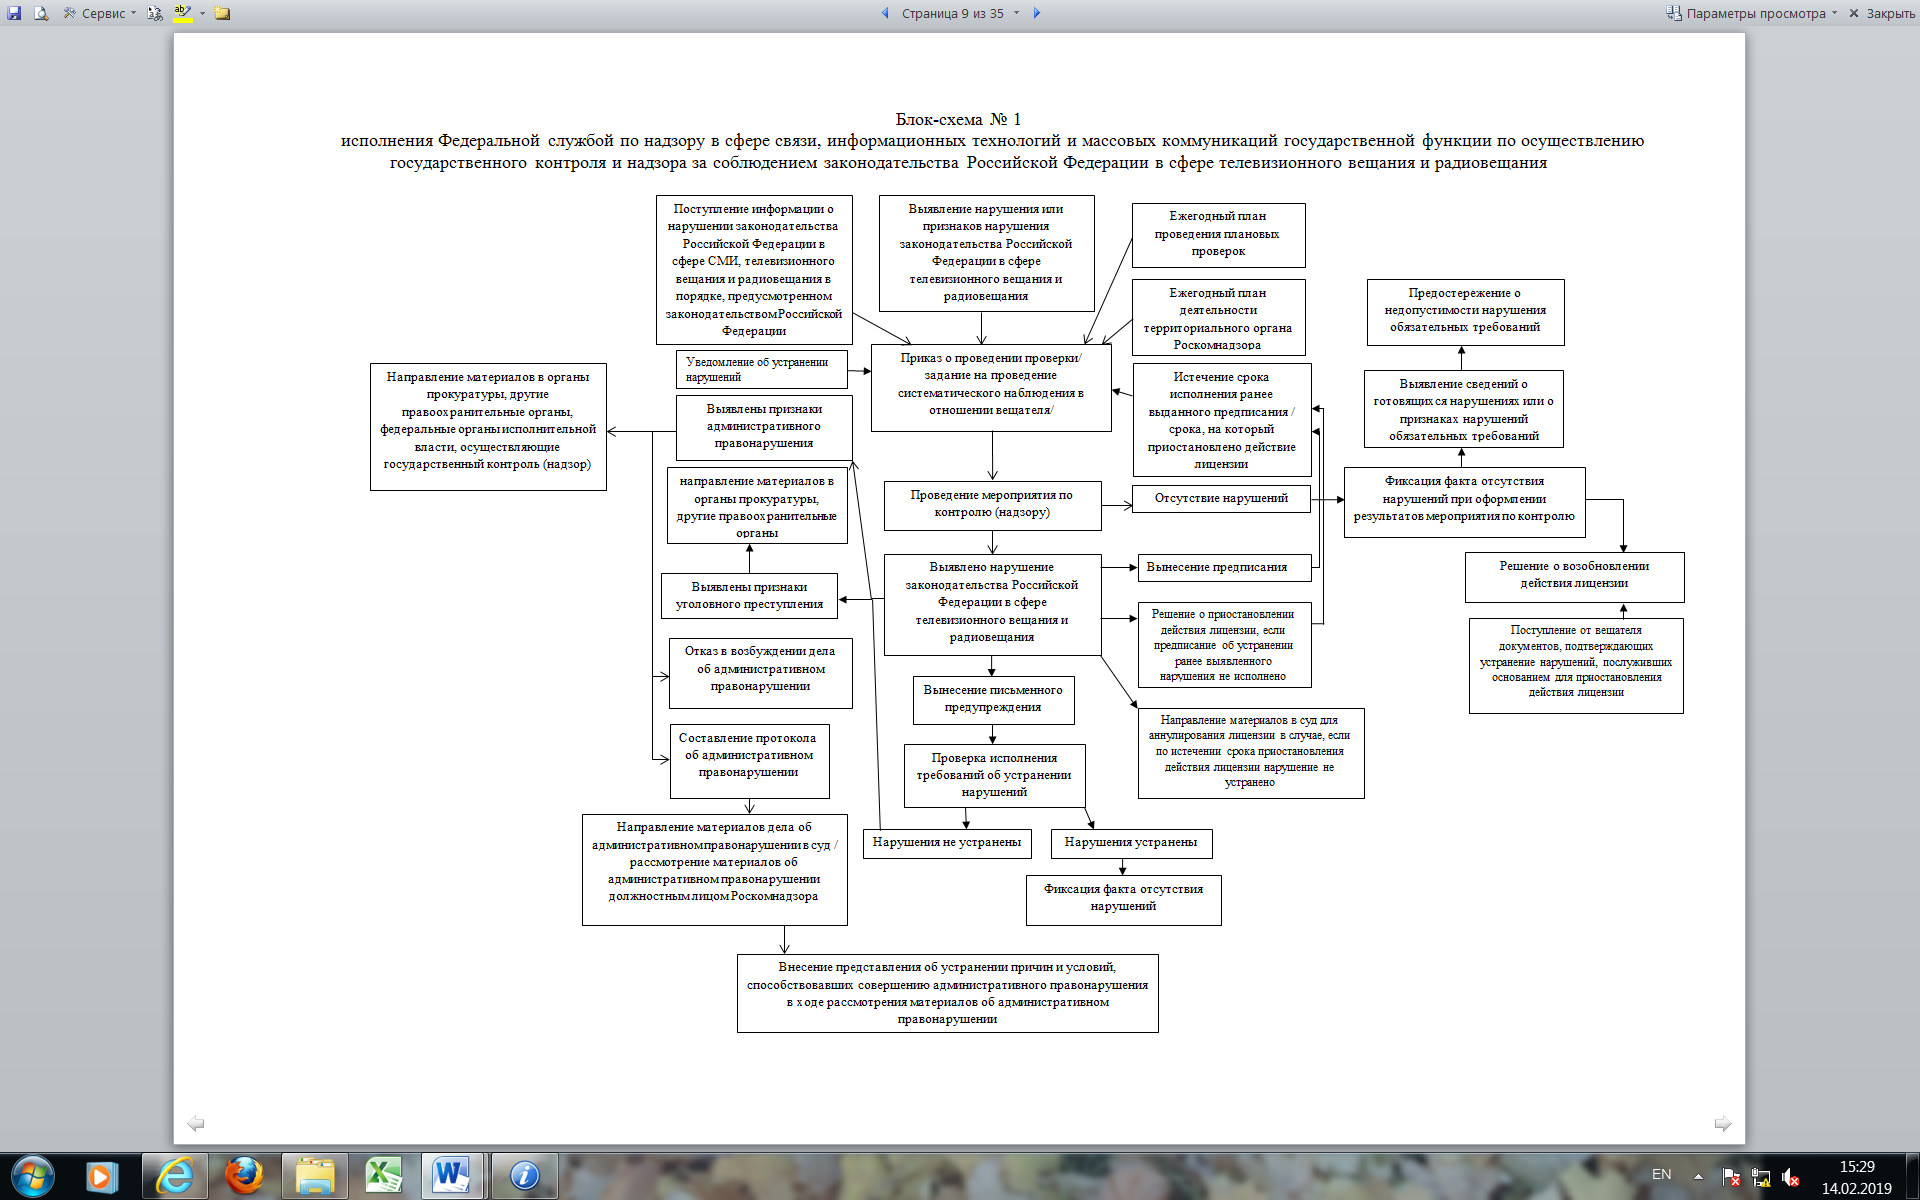 Сервис
Страница 9 из 35
Параметры просмотра
Закрыть
Блок-схема № 1
исполнения Федеральной службой по надзору в сфере связи, информационных технологий и массовых коммуникаций государственной функции по осуществлению
государственного контроля и надзора за соблюдением законодательства Российской Федерации в сфере телевизионного вещания и радиовещания
Поступление информации о
нарушении законодательства
Российской Федерации в
сфере СМИ, телевизионного
вещания и радиовещания в
порядке, предусмотренном
законодательством Российской
Федерации
Выявление нарушения или
признаков нарушения
законодательства Российской
Федерации в сфере
телевизионного вещания и
радиовещания
Ежегодный план
проведения плановых
проверок
Ежегодный план
деятельности
территориального органа
Роскомнадзора
Предостережение о
недопустимости нарушения
обязательных требований
Уведомление об устранении
нарушений
Приказ о проведении проверки/
задание на проведение
систематического наблюдения в
отношении вещателя/
Истечение срока
исполнения ранее
выданного предписания /
срока, на который
приостановлено действие
лицензии
Выявление сведений о
готовящихся нарушениях или о
признаках нарушений
обязательных требований
Направление материалов в органы
прокуратуры, другие
правоохранительные органы,
федеральные органы исполнительной
власти, осуществляющие
государственный контроль (надзор)
Выявлены признаки
административного
правонарушения
направление материалов в
органы прокуратуры,
другие правоохранительные
органы
Проведение мероприятия по
контролю (надзору)
Отсутствие нарушений
Фиксация факта отсутствия
нарушений при оформлении
результатов мероприятия по контролю
Выявлены признаки
уголовного преступления
Выявлено нарушение
законодательства Российской
Федерации в сфере
телевизионного вещания и
радиовещания
Вынесение предписания
Решение о возобновлении
действия лицензии
Решение о приостановлении
действия лицензии, если
предписание об устранении
ранее выявленного
нарушения не исполнено
Поступление от вещателя
документов, подтверждающих
устранение нарушений, послуживших
основанием для приостановления
действия лицензии
Отказ в возбуждении дела
об административном
правонарушении
Вынесение письменного
предупреждения
Направление материалов в суд для
аннулирования лицензии в случае, если
по истечении срока приостановления
действия лицензии нарушение не
устранено
Составление протокола
об административном
правонарушении
Проверка исполнения
требований об устранении
нарушений
Направление материалов дела об
административном правонарушении в суд /
рассмотрение материалов об
административном правонарушении
должностным лицом Роскомнадзора
Нарушения не устранены
Нарушения устранены
Фиксация факта отсутствия
нарушений
Внесение представления об устранении причин и условий,
способствовавших совершению административного правонарушения
в ходе рассмотрения материалов об административном
правонарушении
EN
15:29
14.02.2019